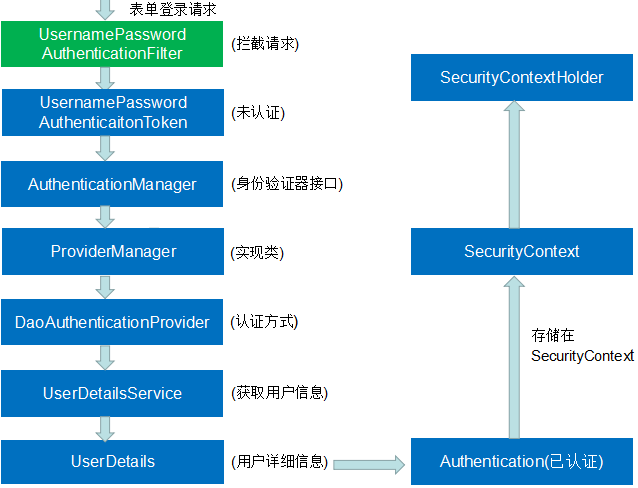 表单登录请求
UsernamePassword
AuthenticationFilter
(拦截请求)
UsernamePassword
AuthenticaitonToken
(未认证)
AuthenticationManager
(身份验证器接口)
ProviderManager
(实现类)
DaoAuthenticationProvider
(认证方式)
UserDetailsService
(获取用户信息)
UserDetails
(用户详细信息)
Authentication(已认证)
存储在
SecurityContext
SecurityContext
SecurityContextHolder